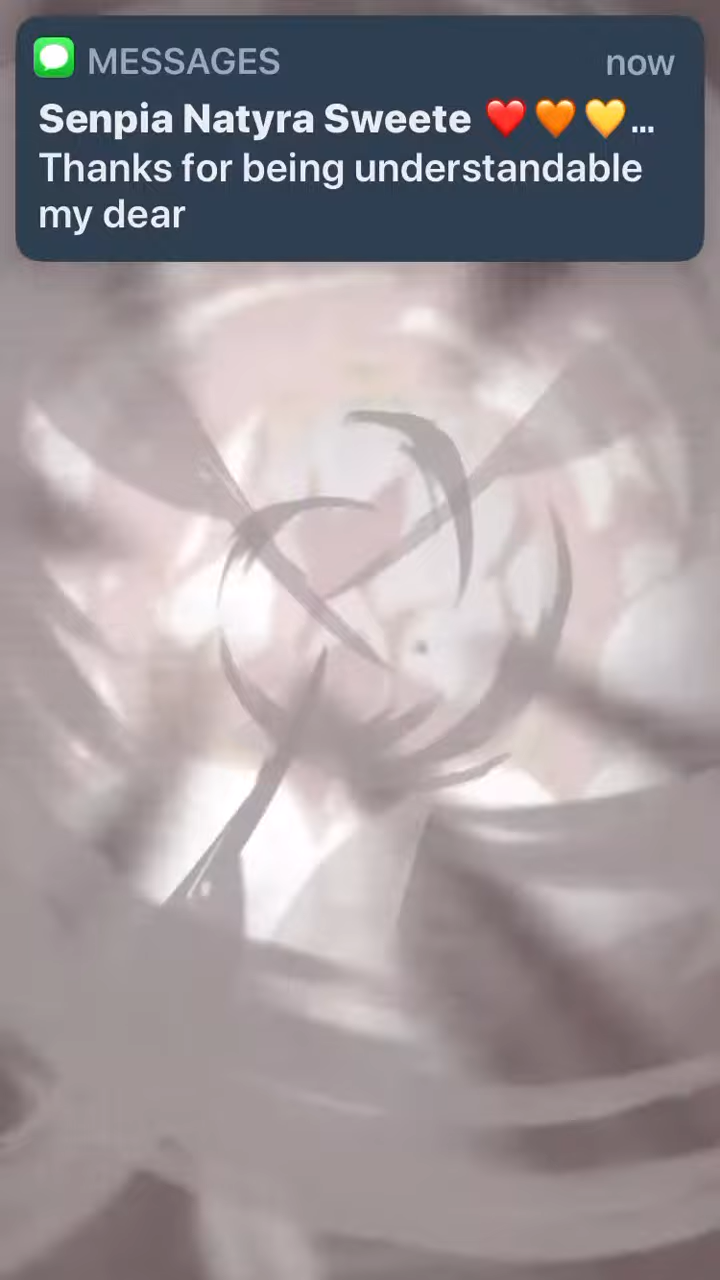 MESSAGES now
Senpia Natyra Sweete ❤️🧡💛...
Thanks for being understandable
my dear